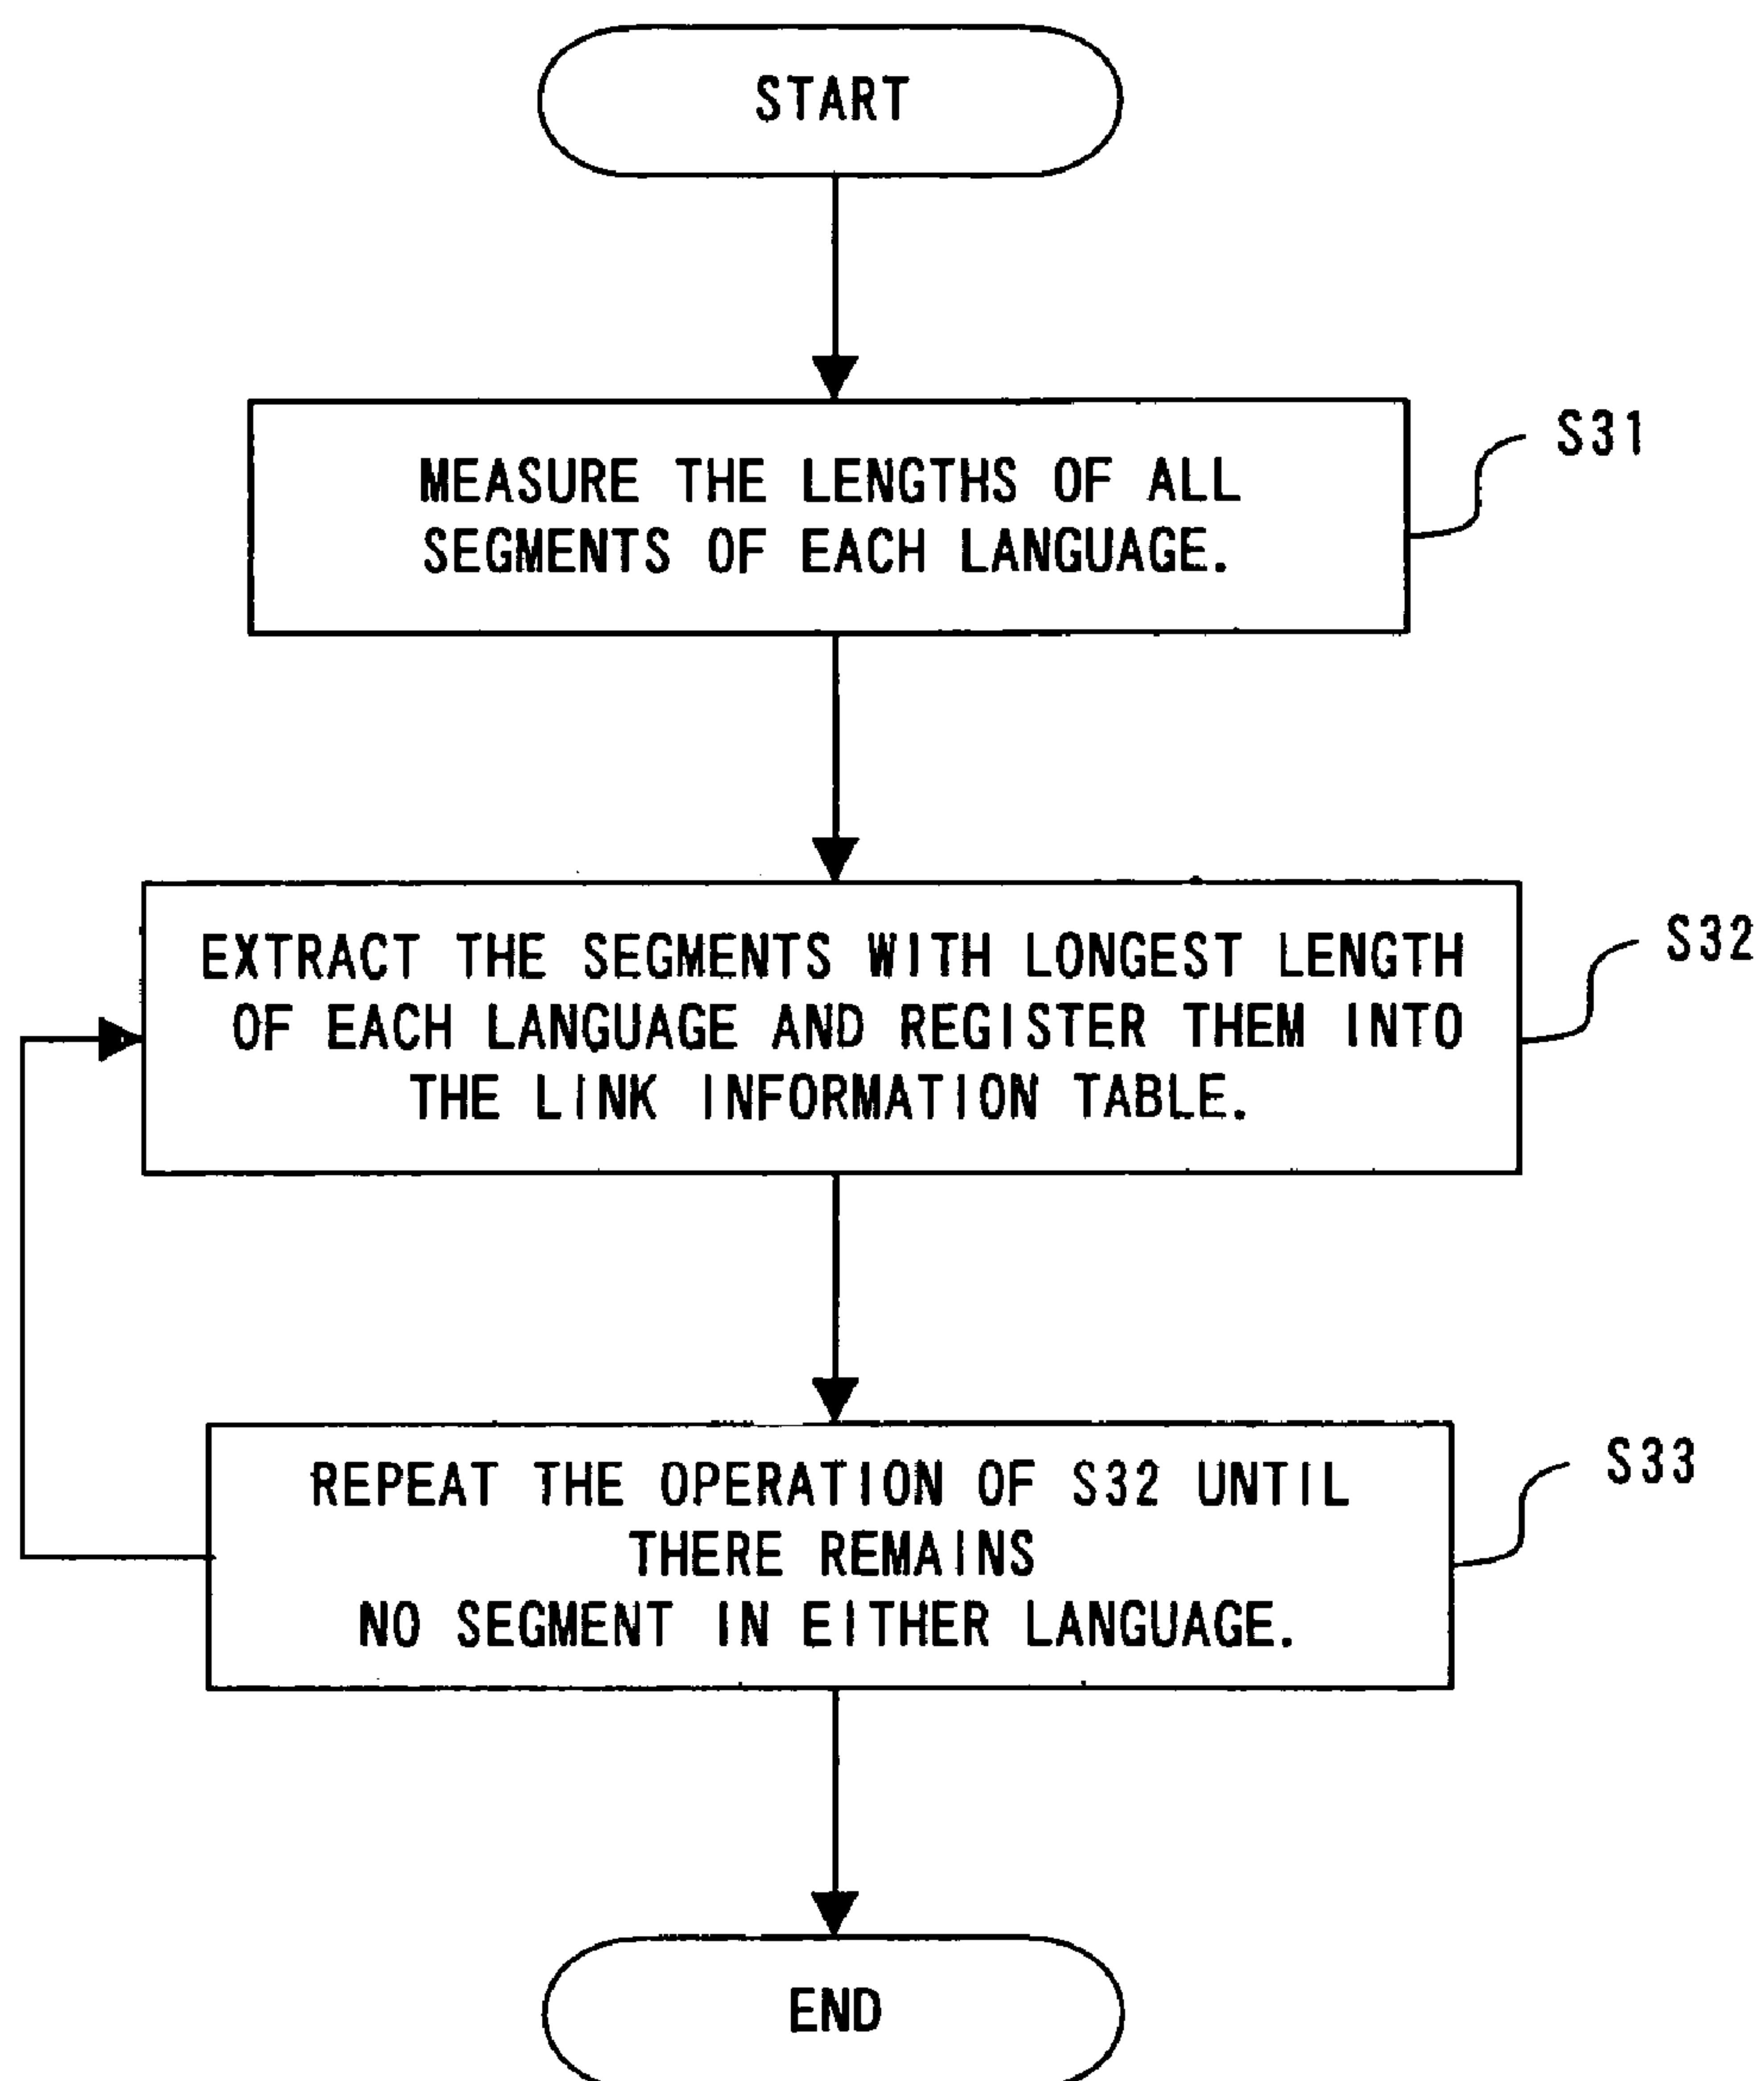 START
MEASURE THE LENGTHS OF ALL
SEGMENTS OF EACH LANGUAGE.
S31
EXTRACT THE SEGMENTS WITH LONGEST LENGTH
OF EACH LANGUAGE AND REGISTER THEM INTO
THE LINK INFORMATION TABLE.
S32
REPEAT THE OPERATION OF S32 UNTIL
THERE REMAINS
NO SEGMENT IN EITHER LANGUAGE.
S33
END